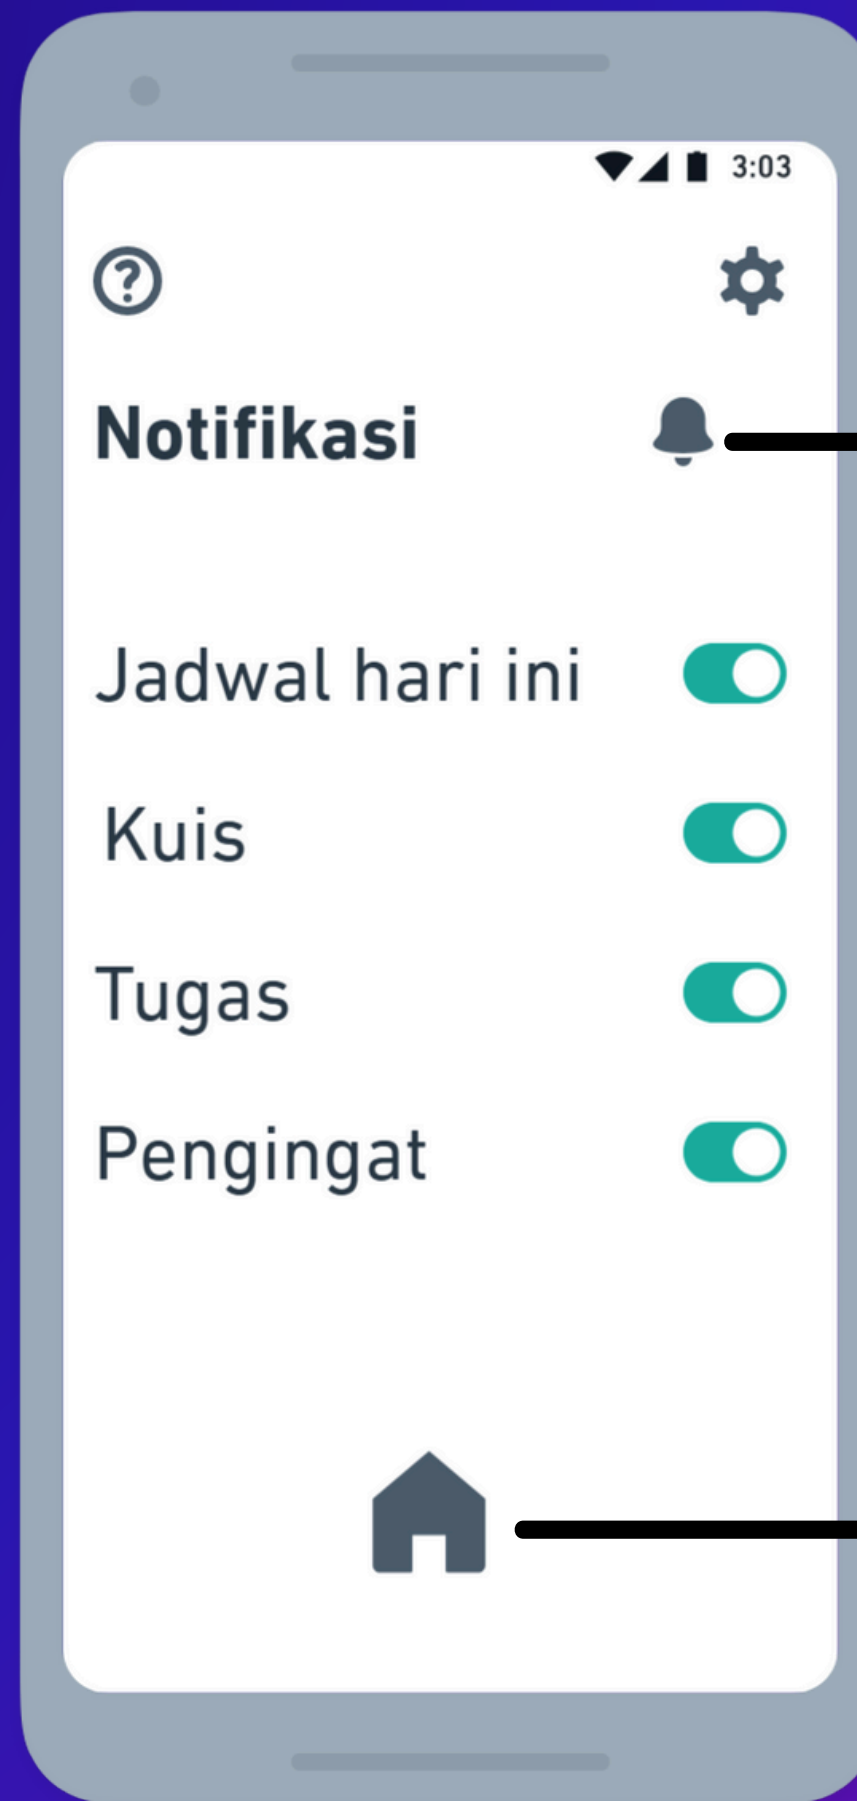 3:03
?
Notifikasi
Jadwal hari ini
Kuis
Tugas
Pengingat